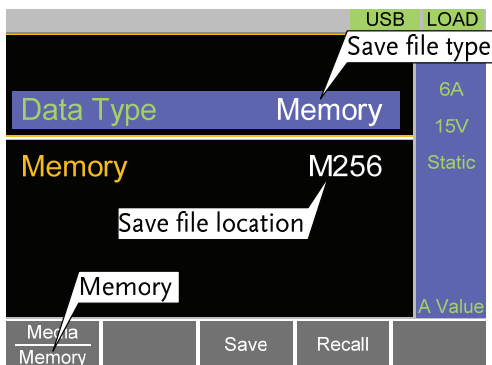 USB LOAD
Save file type
6A
Data Type Memory
15V
Memory M256
Static
Save file location
Memory
A Value
Media
Memory
Save
Recall